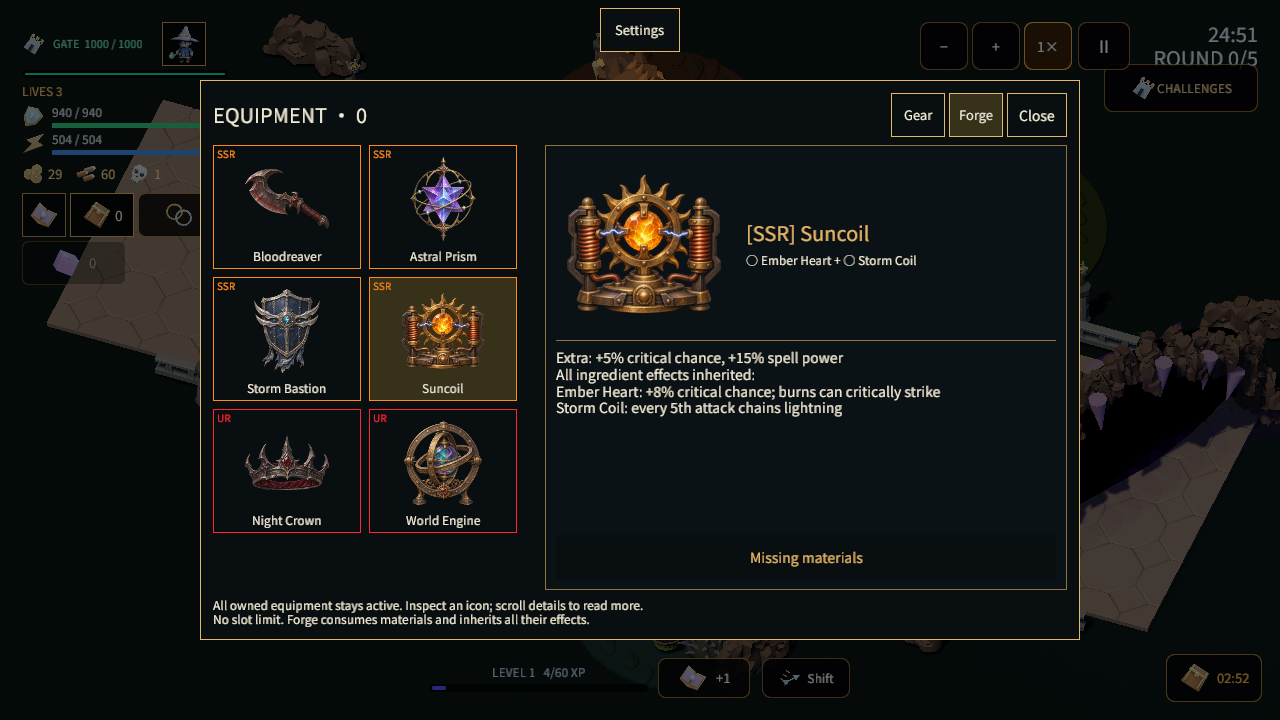 Settings
GATE 1000 / 1000
− + 1× II
24:51
ROUND 0/5
CHALLENGES
LIVES 3
940 / 940
504 / 504
29 60 1
0
0
EQUIPMENT • 0
Gear Forge Close
SSR
Bloodreaver
SSR
Astral Prism
SSR
Storm Bastion
SSR
Suncoil
UR
Night Crown
UR
World Engine
[SSR] Suncoil
○ Ember Heart + ○ Storm Coil
Extra: +5% critical chance, +15% spell power
All ingredient effects inherited:
Ember Heart: +8% critical chance; burns can critically strike
Storm Coil: every 5th attack chains lightning
Missing materials
All owned equipment stays active. Inspect an icon; scroll details to read more.
No slot limit. Forge consumes materials and inherits all their effects.
LEVEL 1 4/60 XP
+1
Shift
02:52